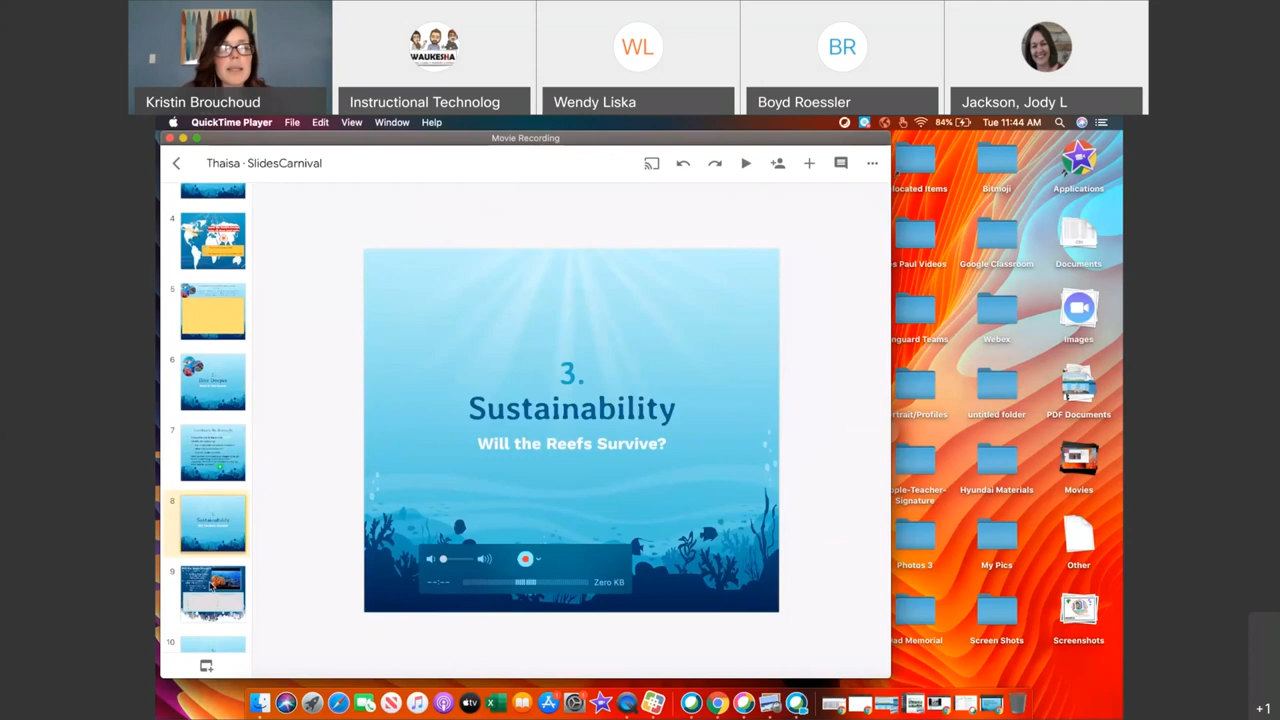 WAUKESHA
WL
BR
Kristin Brouchoud
Instructional Technolog
Wendy Liska
Boyd Roessler
Jackson, Jody L
QuickTime Player File Edit View Window Help
84%
Tue 11:44 AM
Movie Recording
Thaisa · SlidesCarnival
located Items
Bitmoji
Applications
4
es Paul Videos
Google Classroom
Documents
5
nguard Teams
Webex
Images
3.
Sustainability
Will the Reefs Survive?
6
rtrait/Profiles
untitled folder
PDF Documents
7
pple-Teacher-
Signature
Hyundai Materials
Movies
8
Sustainability
Photos 3
My Pics
Other
9
--:--
Zero KB
10
ad Memorial
Screen Shots
Screenshots
tv
+1